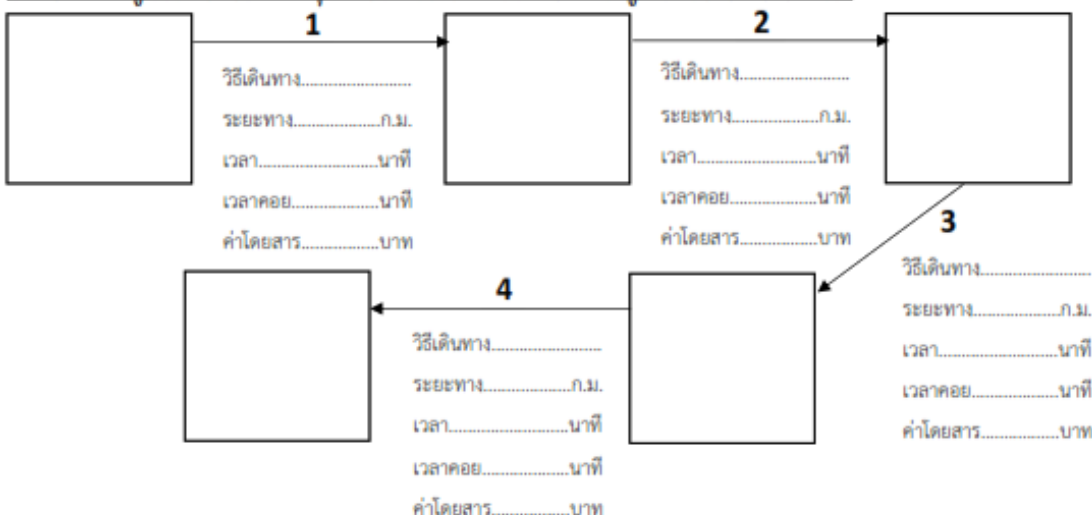 1
วิธีเดินทาง............................
ระยะทาง......................ก.ม.
เวลา..............................นาที
เวลาคอย......................นาที
ค่าโดยสาร....................บาท
2
วิธีเดินทาง............................
ระยะทาง......................ก.ม.
เวลา..............................นาที
เวลาคอย......................นาที
ค่าโดยสาร....................บาท
3
วิธีเดินทาง............................
ระยะทาง......................ก.ม.
เวลา..............................นาที
เวลาคอย......................นาที
ค่าโดยสาร....................บาท
4
วิธีเดินทาง............................
ระยะทาง......................ก.ม.
เวลา..............................นาที
เวลาคอย......................นาที
ค่าโดยสาร....................บาท